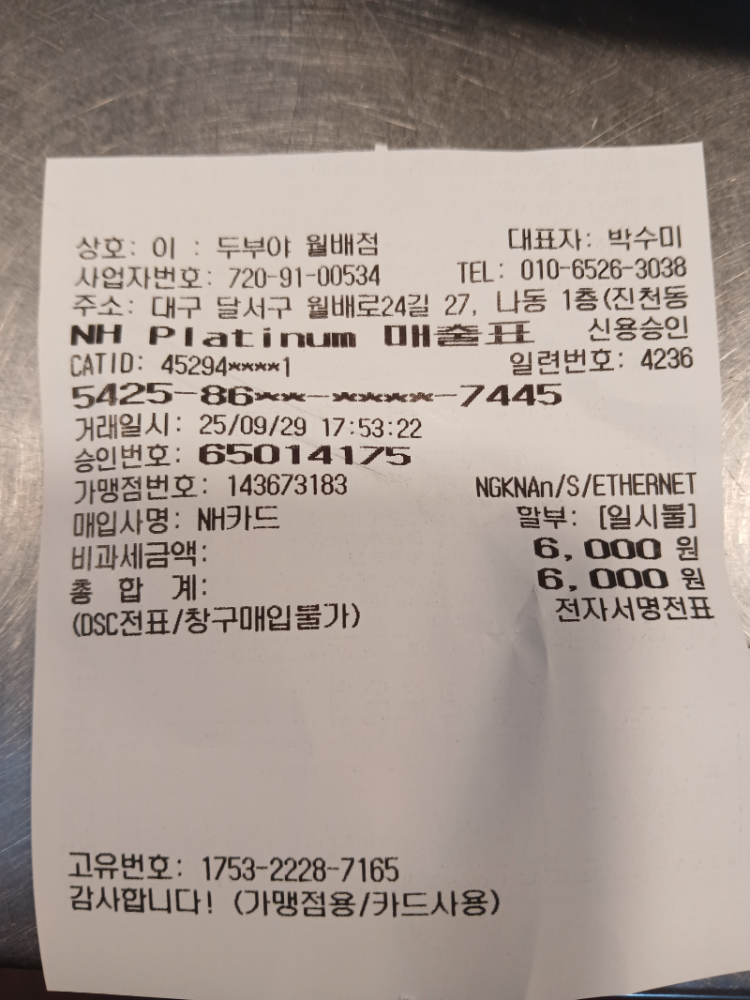 상호: 이 : 두부야 월배점 대표자: 박수미
사업자번호: 720-91-00534 TEL: 010-6526-3038
주소: 대구 달서구 월배로24길 27, 나동 1층(진천동
NH Platinum 매출표 신용승인
CATID: 45294****1 일련번호: 4236
5425-86**-****-7445
거래일시: 25/09/29 17:53:22
승인번호: 65014175
가맹점번호: 143673183 NGKNAn/S/ETHERNET
매입사명: NH카드 할부: [일시불]
비과세금액: 6,000 원
총 합 계: 6,000 원
(DSC전표/창구매입불가) 전자서명전표
고유번호: 1753-2228-7165
감사합니다! (가맹점용/카드사용)